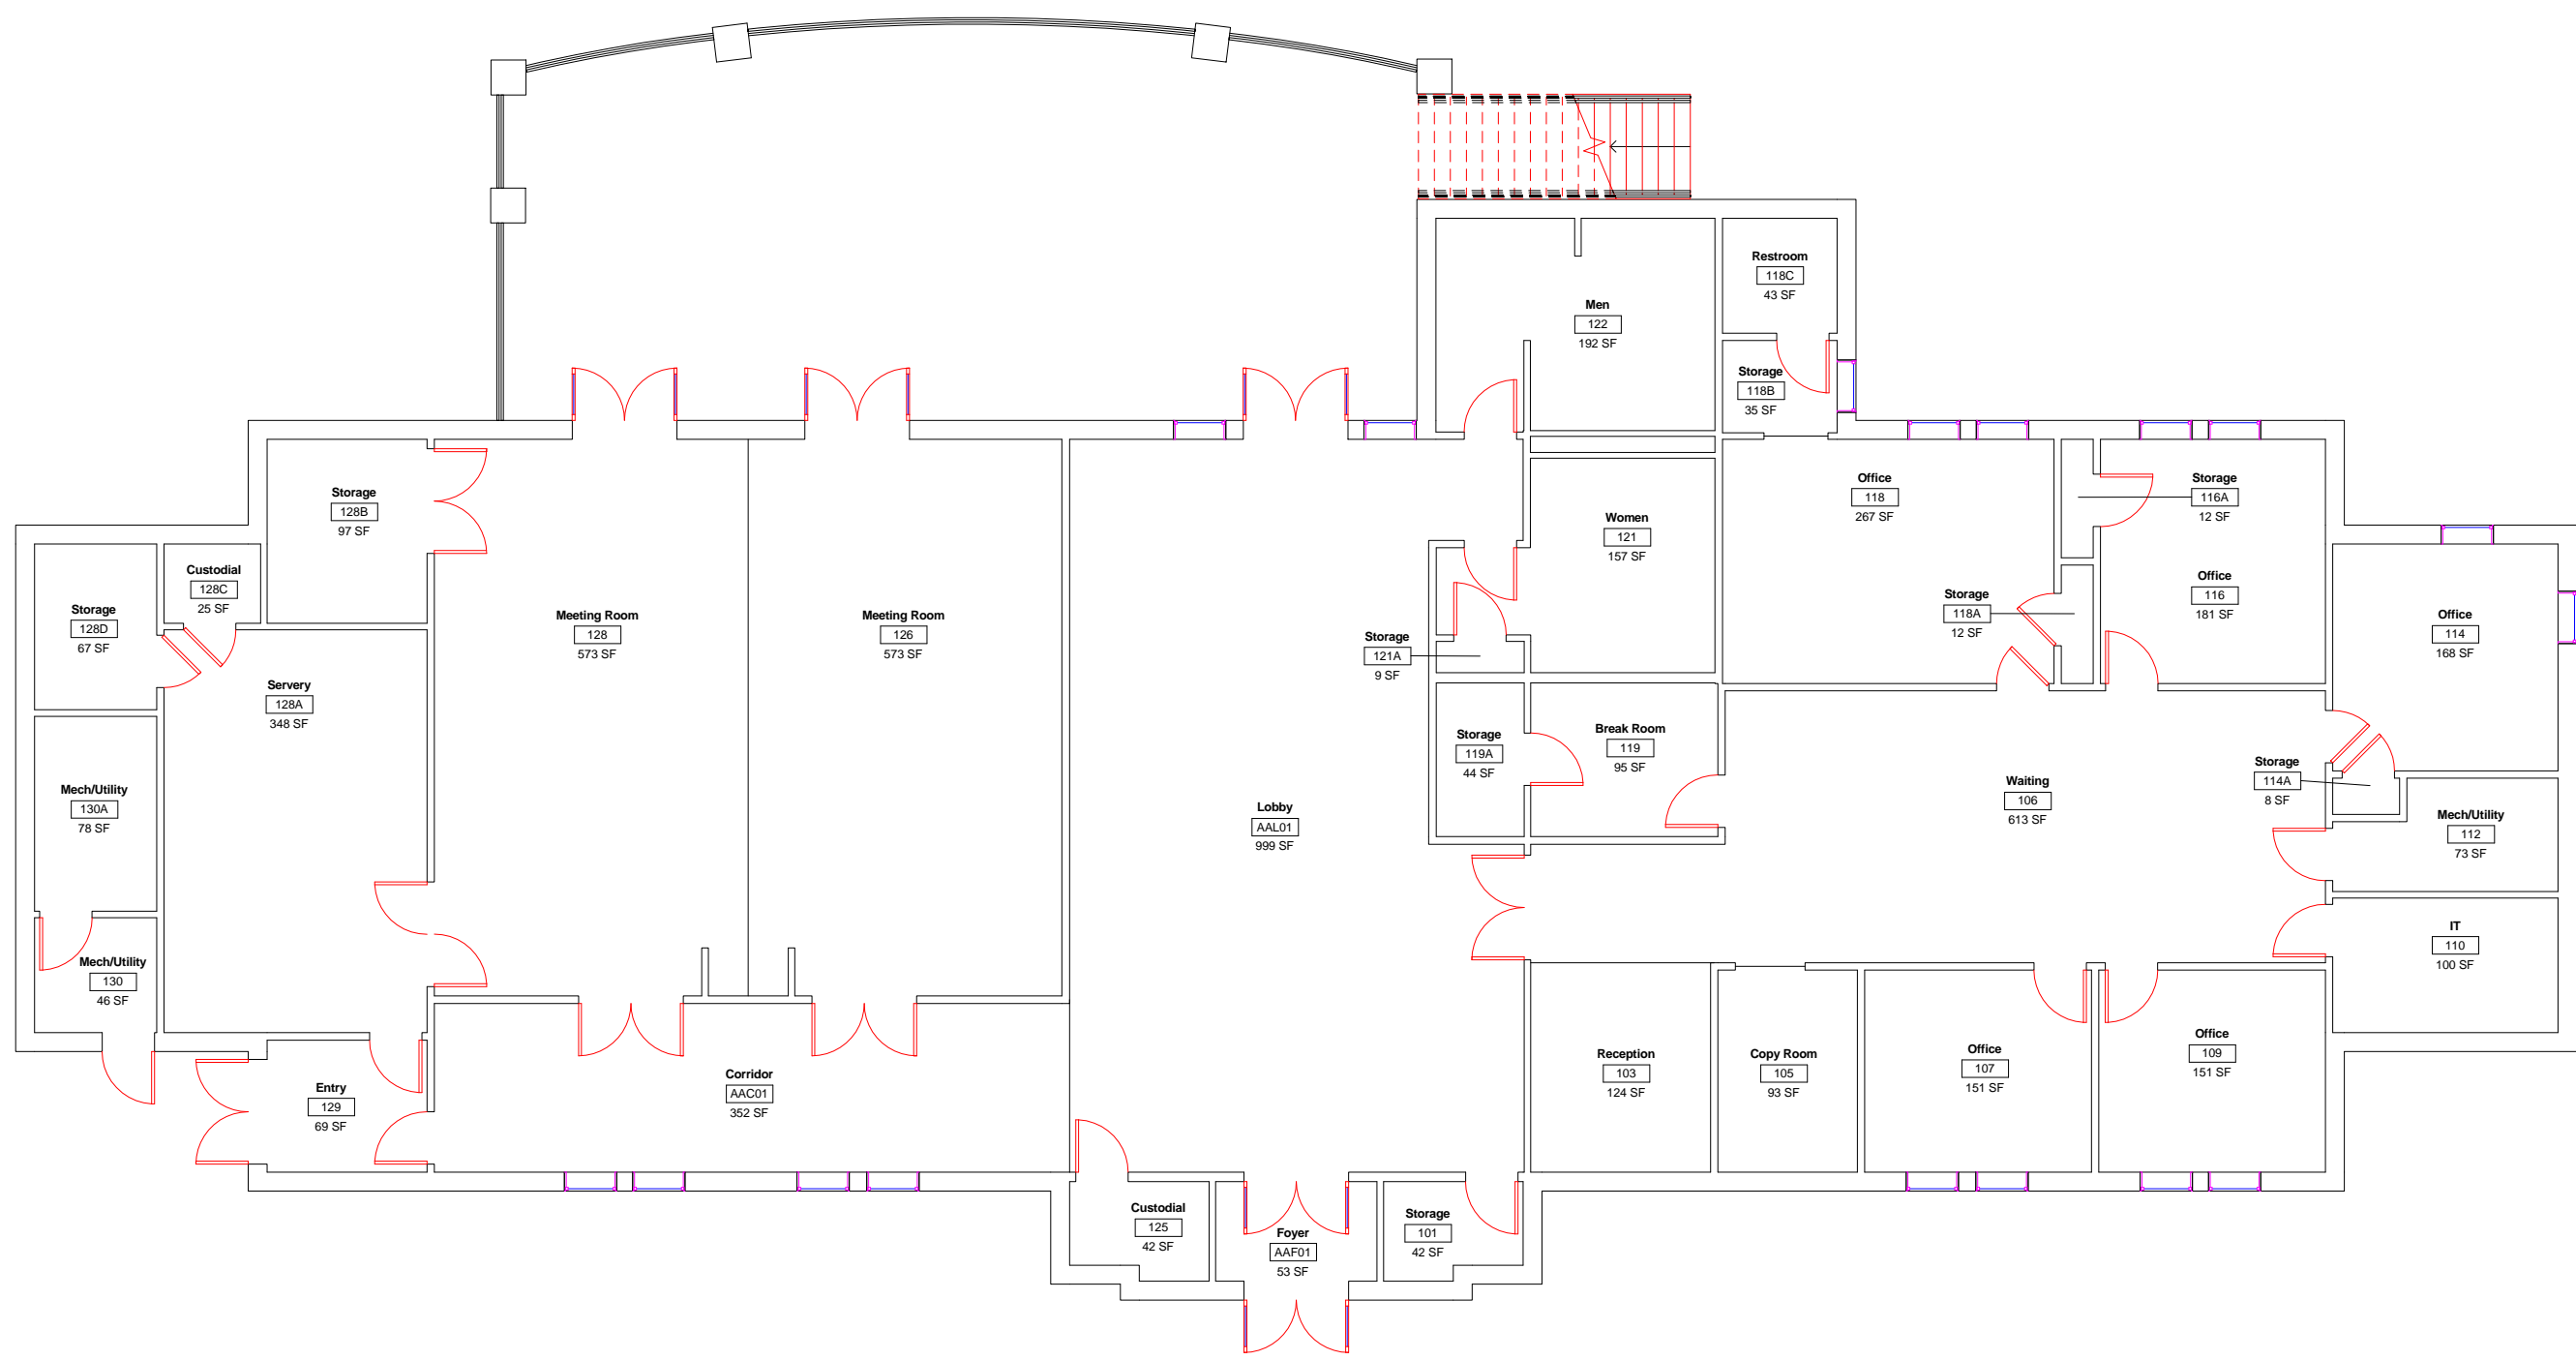 Restroom
118C
43 SF
Men
122
192 SF
Storage
118B
35 SF
Storage
128B
97 SF
Office
118
267 SF
Storage
116A
12 SF
Women
121
157 SF
Custodial
128C
25 SF
Storage
128D
67 SF
Meeting Room
128
573 SF
Meeting Room
126
573 SF
Storage
118A
12 SF
Office
116
181 SF
Office
114
168 SF
Storage
121A
9 SF
Servery
128A
348 SF
Storage
119A
44 SF
Break Room
119
95 SF
Mech/Utility
130A
78 SF
Lobby
AAL01
999 SF
Waiting
106
613 SF
Storage
114A
8 SF
Mech/Utility
112
73 SF
Mech/Utility
130
46 SF
IT
110
100 SF
Entry
129
69 SF
Corridor
AAC01
352 SF
Reception
103
124 SF
Copy Room
105
93 SF
Office
107
151 SF
Office
109
151 SF
Custodial
125
42 SF
Foyer
AAF01
53 SF
Storage
101
42 SF